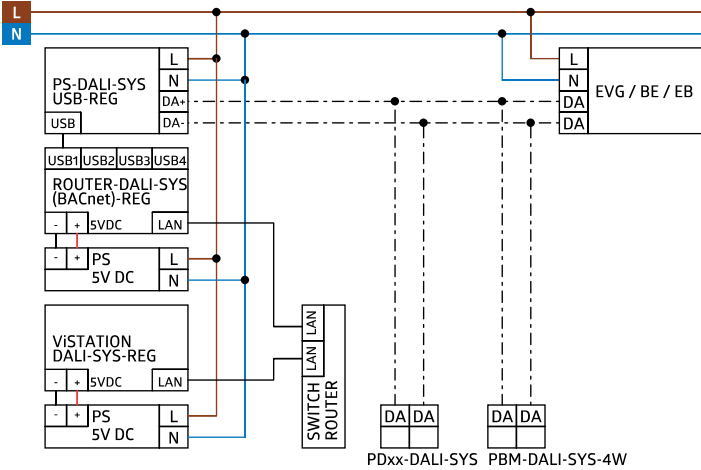 L
N
PS-DALI-SYS
USB-REG
L
N
DA+
DA-
USB
L
N
DA
DA
EVG / BE / EB
USB1 USB2 USB3 USB4
ROUTER-DALI-SYS
(BACnet)-REG
- + 5VDC
LAN
- + PS
5V DC
L
N
ViSTATION
DALI-SYS-REG
- + 5VDC
LAN
- + PS
5V DC
L
N
LAN
LAN
SWITCH
ROUTER
DA DA
PDxx-DALI-SYS
DA DA
PBM-DALI-SYS-4W